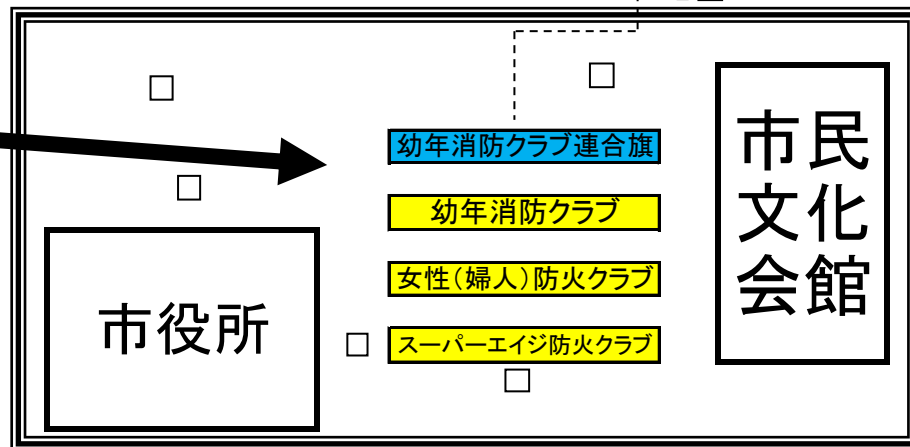 幼年消防クラブ連合旗
幼年消防クラブ
女性(婦人)防火クラブ
スーパーエイジ防火クラブ
市役所
市民
文化
会館